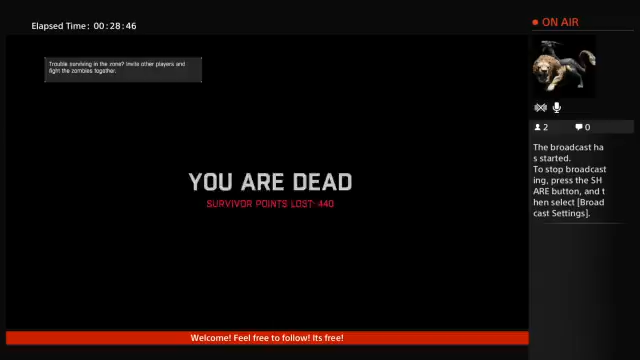 Elapsed Time: 00:28:46
ON AIR
Trouble surviving in the zone? Invite other players and
fight the zombies together.
2
0
The broadcast ha
s started.
To stop broadcast
ing, press the SH
ARE button, and t
hen select [Broad
cast Settings].
YOU ARE DEAD
SURVIVOR POINTS LOST: 440
Welcome! Feel free to follow! Its free!